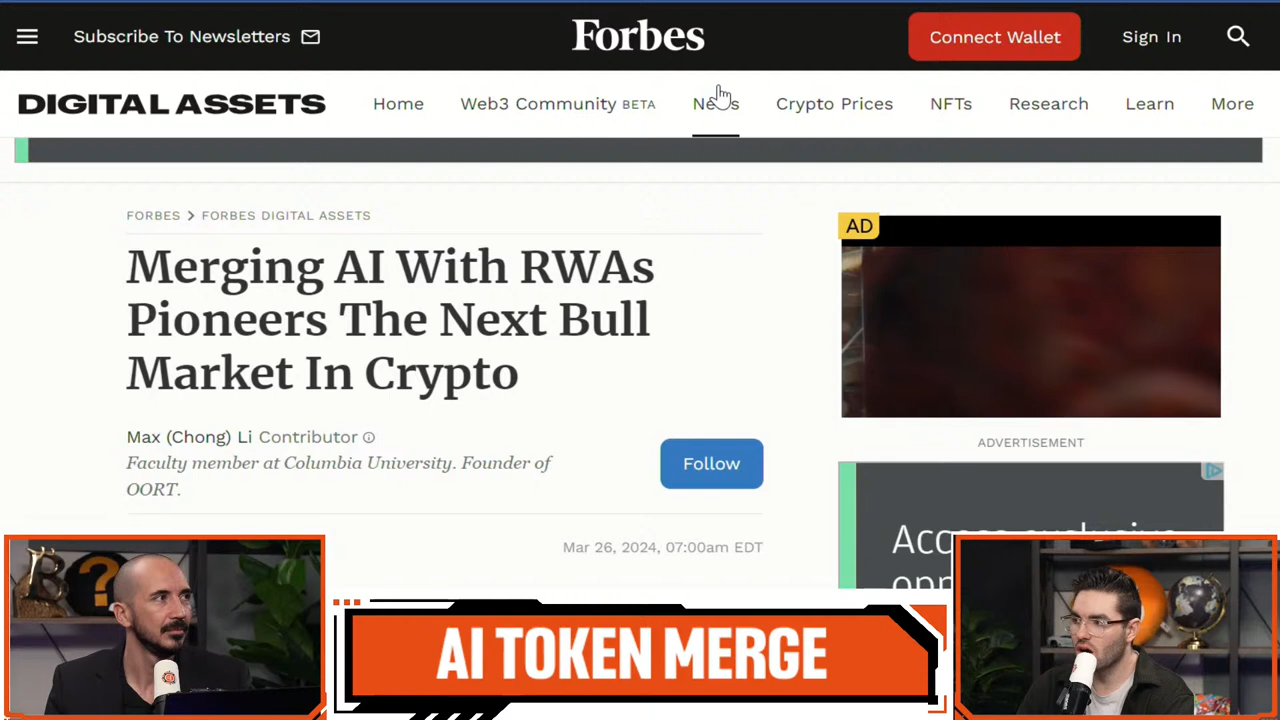 Subscribe To Newsletters
Forbes
Connect Wallet
Sign In
DIGITAL ASSETS
Home
Web3 Community BETA
News
Crypto Prices
NFTs
Research
Learn
More
FORBES > FORBES DIGITAL ASSETS
Merging AI With RWAs
Pioneers The Next Bull
Market In Crypto
Max (Chong) Li Contributor
Faculty member at Columbia University. Founder of
OORT.
Follow
Mar 26, 2024, 07:00am EDT
AD
ADVERTISEMENT
AI TOKEN MERGE